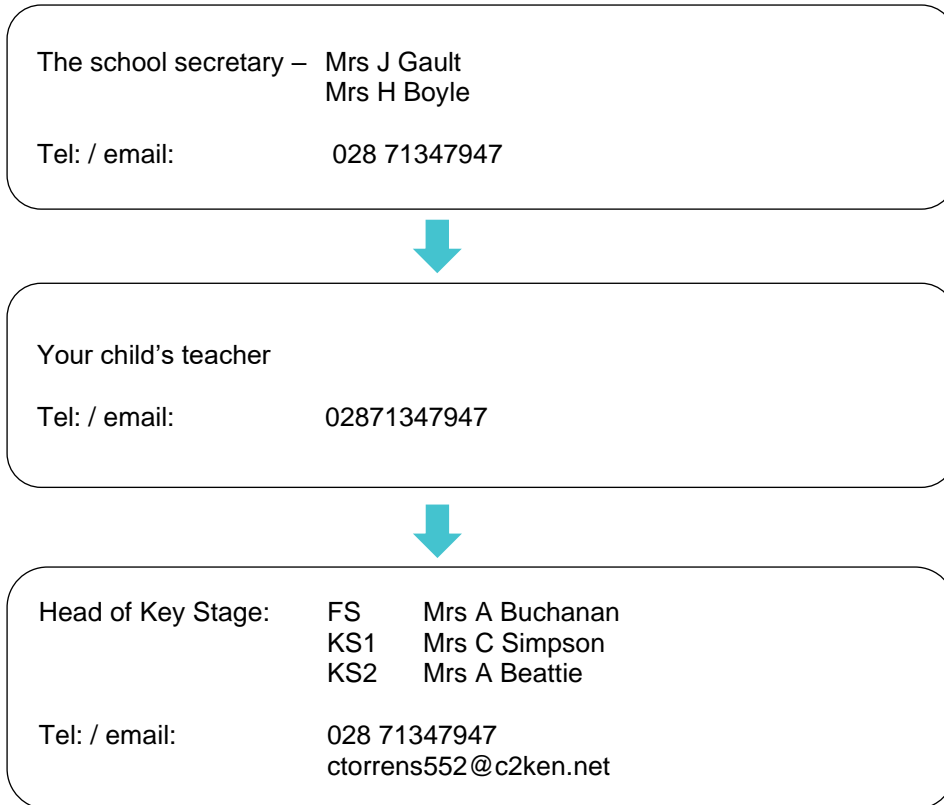 The school secretary – Mrs J Gault
Mrs H Boyle
Tel: / email: 028 71347947
Your child’s teacher
Tel: / email: 02871347947
Head of Key Stage: FS Mrs A Buchanan
KS1 Mrs C Simpson
KS2 Mrs A Beattie
Tel: / email: 028 71347947
ctorrens552@c2ken.net